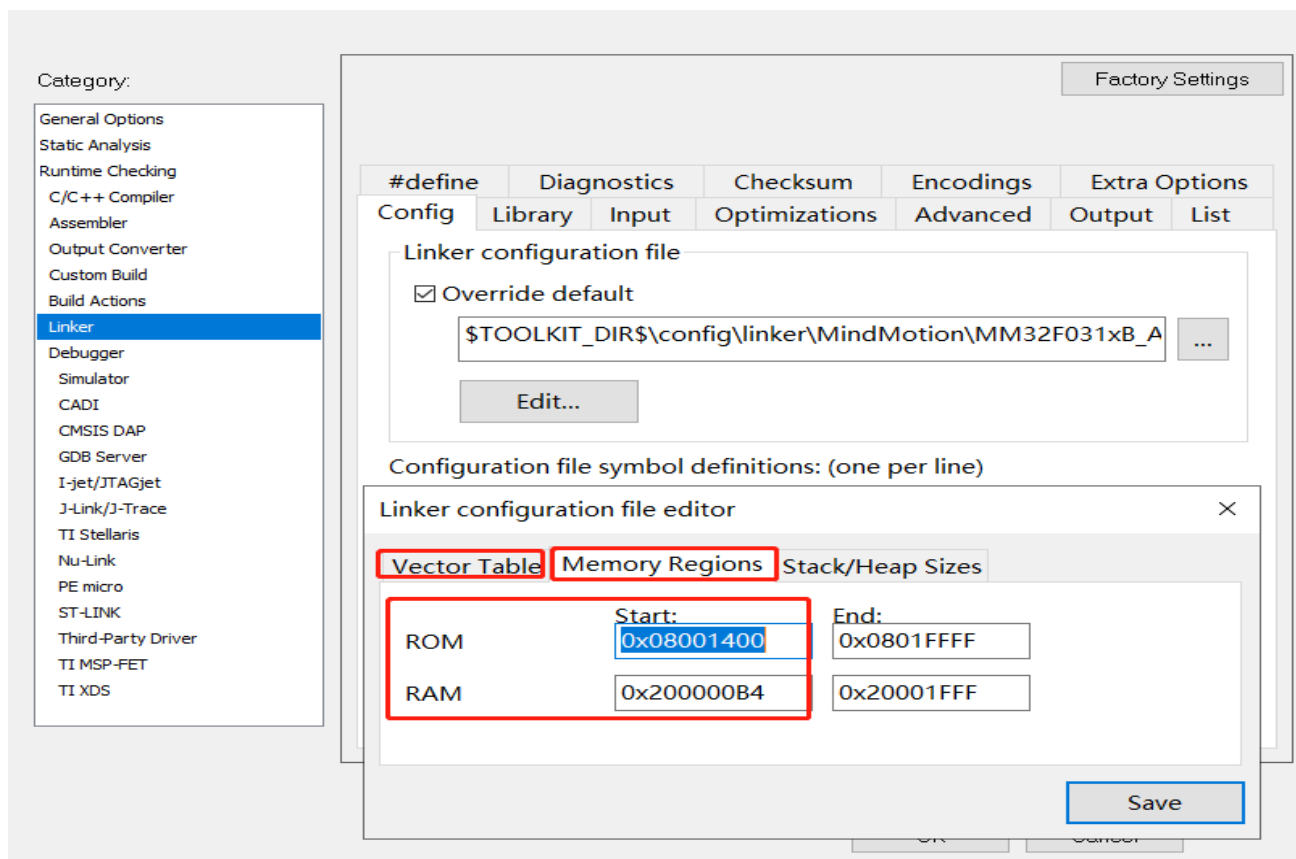 Category:
General Options
Static Analysis
Runtime Checking
C/C++ Compiler
Assembler
Output Converter
Custom Build
Build Actions
Linker
Debugger
Simulator
CADI
CMSIS DAP
GDB Server
I-jet/JTAGjet
J-Link/J-Trace
TI Stellaris
Nu-Link
PE micro
ST-LINK
Third-Party Driver
TI MSP-FET
TI XDS
Factory Settings
#define Diagnostics Checksum Encodings Extra Options
Config Library Input Optimizations Advanced Output List
Linker configuration file
Override default
$TOOLKIT_DIR$\config\linker\MindMotion\MM32F031xB_A
...
Edit...
Configuration file symbol definitions: (one per line)
Linker configuration file editor
Vector Table Memory Regions Stack/Heap Sizes
Start: End:
ROM 0x08001400 0x0801FFFF
RAM 0x200000B4 0x20001FFF
Save